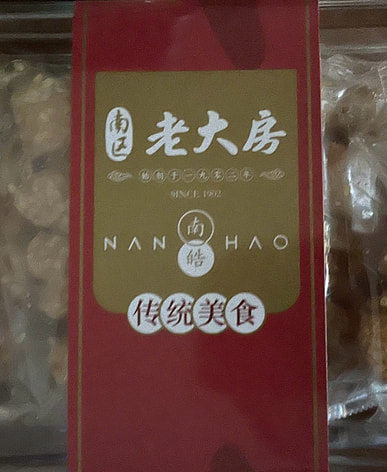 南区 老大房
始创于一九零二年
SINCE 1902
NAN 南皓 HAO
传统美食